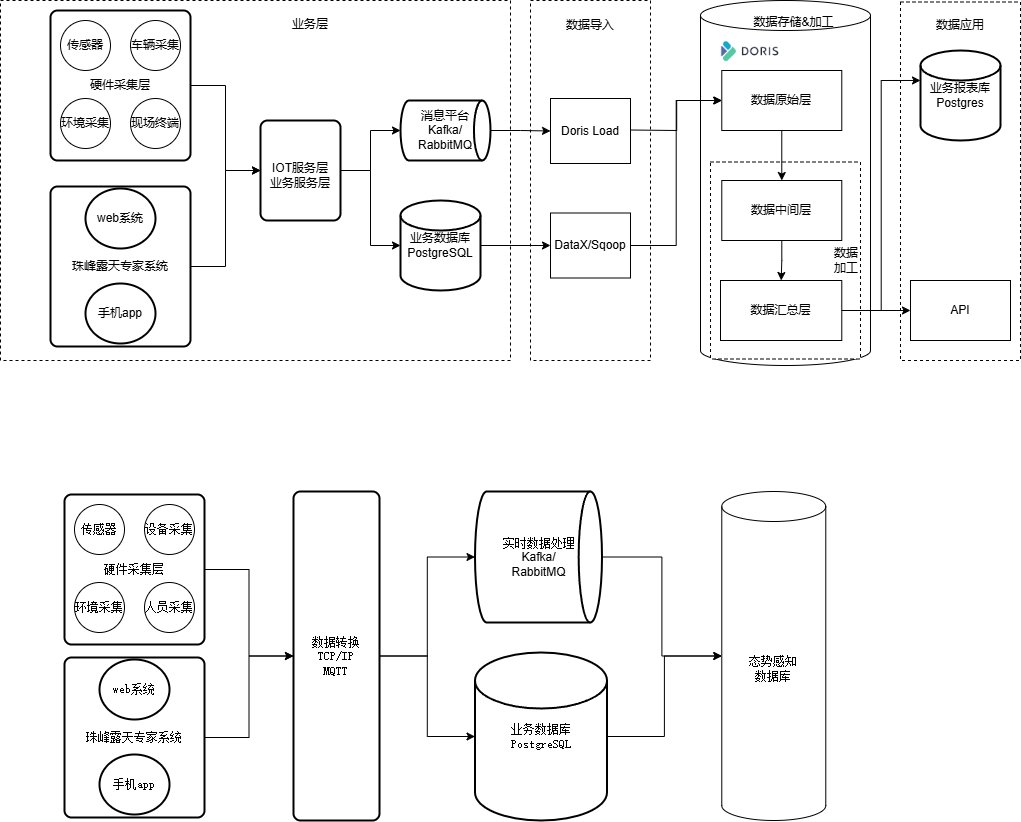 业务层
传感器
车辆采集
硬件采集层
环境采集
现场终端
web系统
珠峰露天专家系统
手机app
IOT服务层
业务服务层
消息平台
Kafka/
RabbitMQ
业务数据库
PostgreSQL
数据导入
Doris Load
DataX/Sqoop
数据存储&加工
DORIS
数据原始层
数据中间层
数据
加工
数据汇总层
数据应用
业务报表库
Postgres
API
传感器
设备采集
硬件采集层
环境采集
人员采集
web系统
珠峰露天专家系统
手机app
数据转换
TCP/IP
MQTT
实时数据处理
Kafka/
RabbitMQ
业务数据库
PostgreSQL
态势感知
数据库